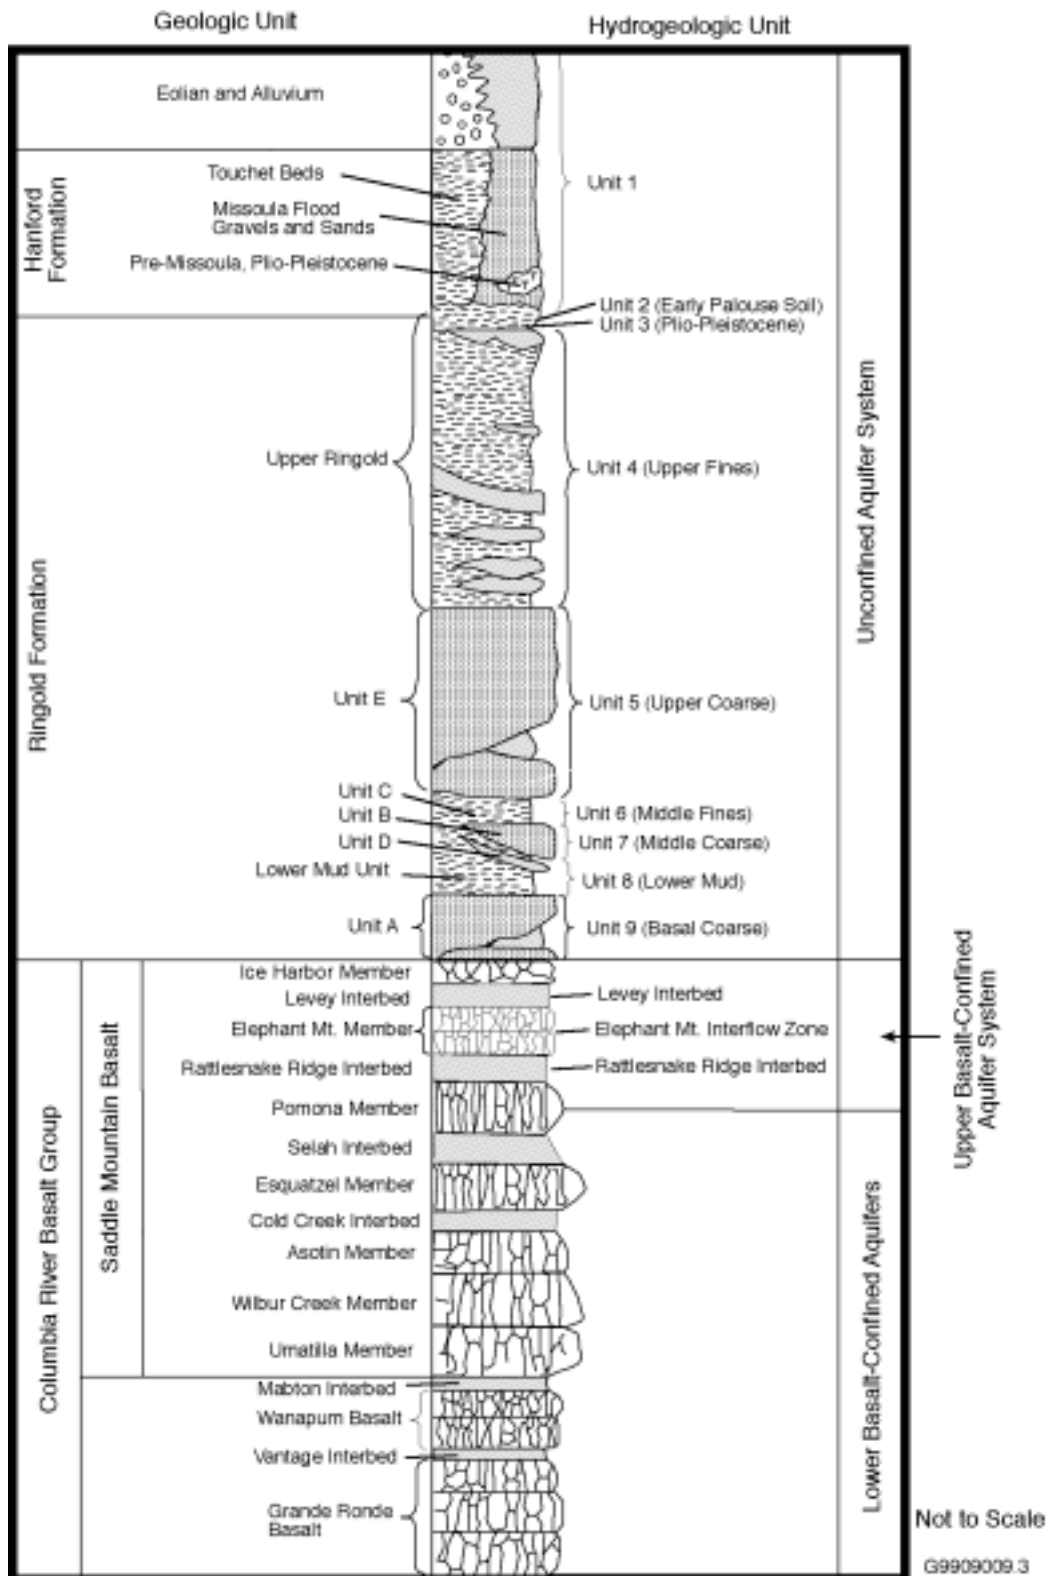 Geologic Unit
Hydrogeologic Unit
Eolian and Alluvium
Hanford
Formation
Touchet Beds
Missoula Flood
Gravels and Sands
Pre-Missoula, Plio-Pleistocene
Unit 1
Unit 2 (Early Palouse Soil)
Unit 3 (Plio-Pleistocene)
Unconfined Aquifer System
Ringold Formation
Upper Ringold
Unit 4 (Upper Fines)
Unit E
Unit 5 (Upper Coarse)
Unit C
Unit B
Unit D
Lower Mud Unit
Unit 6 (Middle Fines)
Unit 7 (Middle Coarse)
Unit 8 (Lower Mud)
Unit A
Unit 9 (Basal Coarse)
Columbia River Basalt Group
Saddle Mountain Basalt
Ice Harbor Member
Levey Interbed
Levey Interbed
Elephant Mt. Member
Elephant Mt. Interflow Zone
Rattlesnake Ridge Interbed
Rattlesnake Ridge Interbed
Upper Basalt-Confined
Aquifer System
Pomona Member
Selah Interbed
Esquatzel Member
Cold Creek Interbed
Asotin Member
Wilbur Creek Member
Umatilla Member
Mabton Interbed
Wanapum Basalt
Vantage Interbed
Grande Ronde
Basalt
Lower Basalt-Confined Aquifers
Not to Scale
G9909009.3